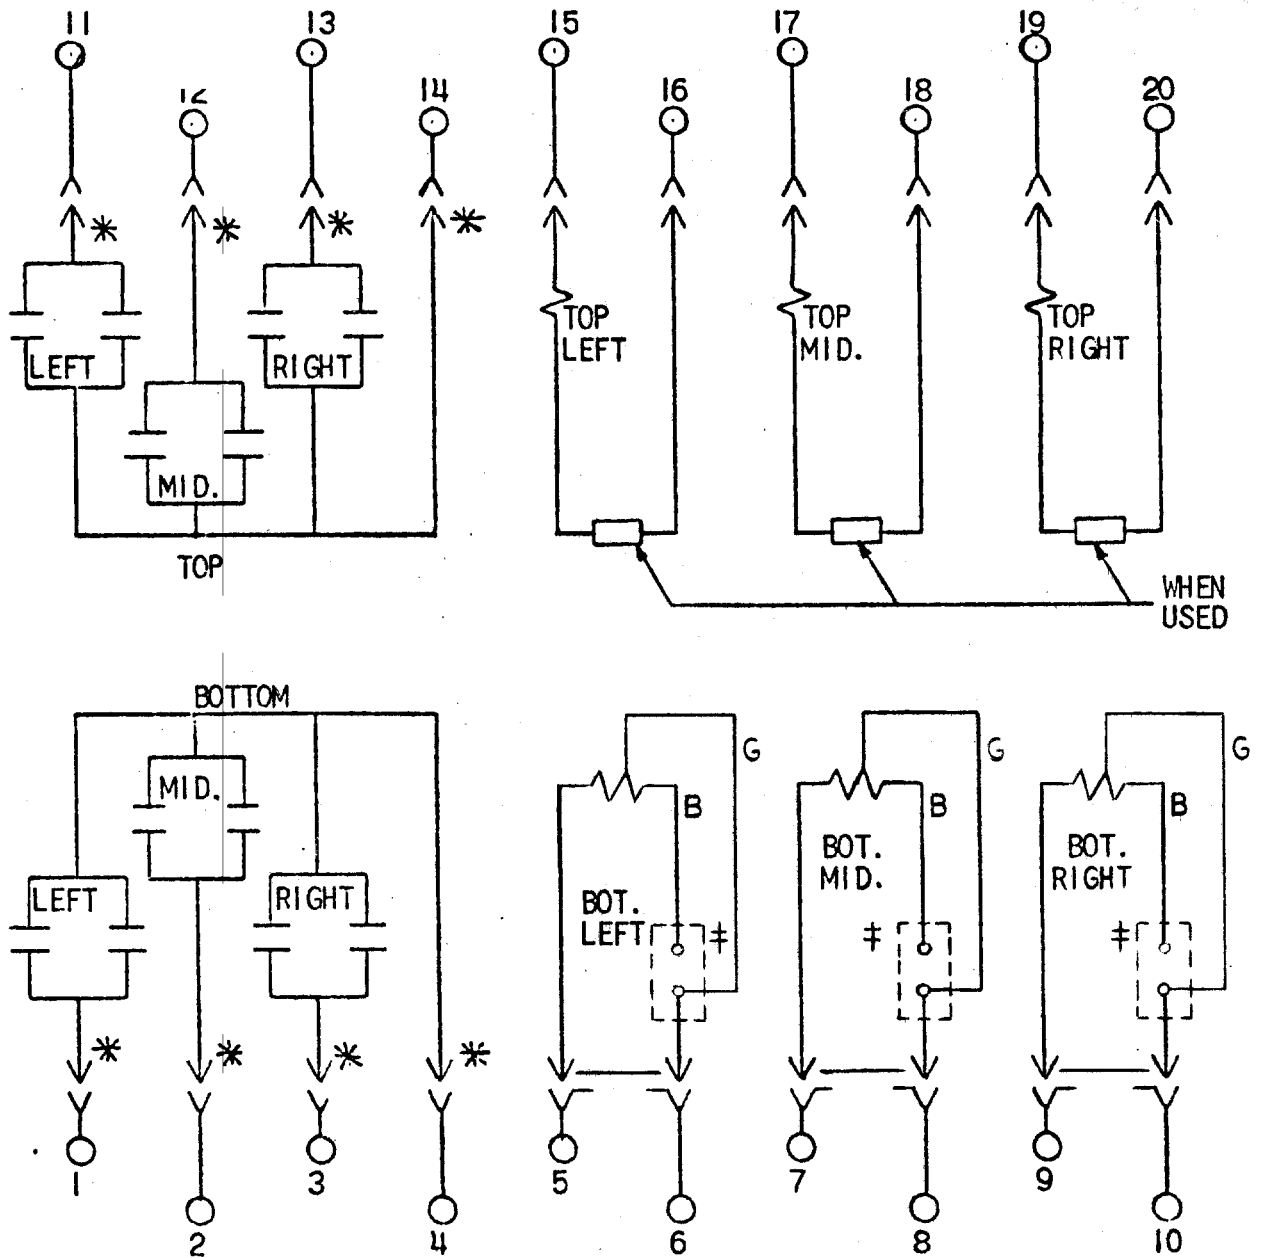 11
13
15
17
19
12
14
16
18
20
*
*
*
*
TOP
LEFT
TOP
MID.
TOP
RIGHT
LEFT
RIGHT
MID.
TOP
WHEN
USED
BOTTOM
G
G
G
MID.
B
B
B
BOT.
MID.
BOT.
RIGHT
LEFT
RIGHT
BOT.
LEFT
‡
‡
‡
*
*
*
*
1
3
5
7
9
2
4
6
8
10